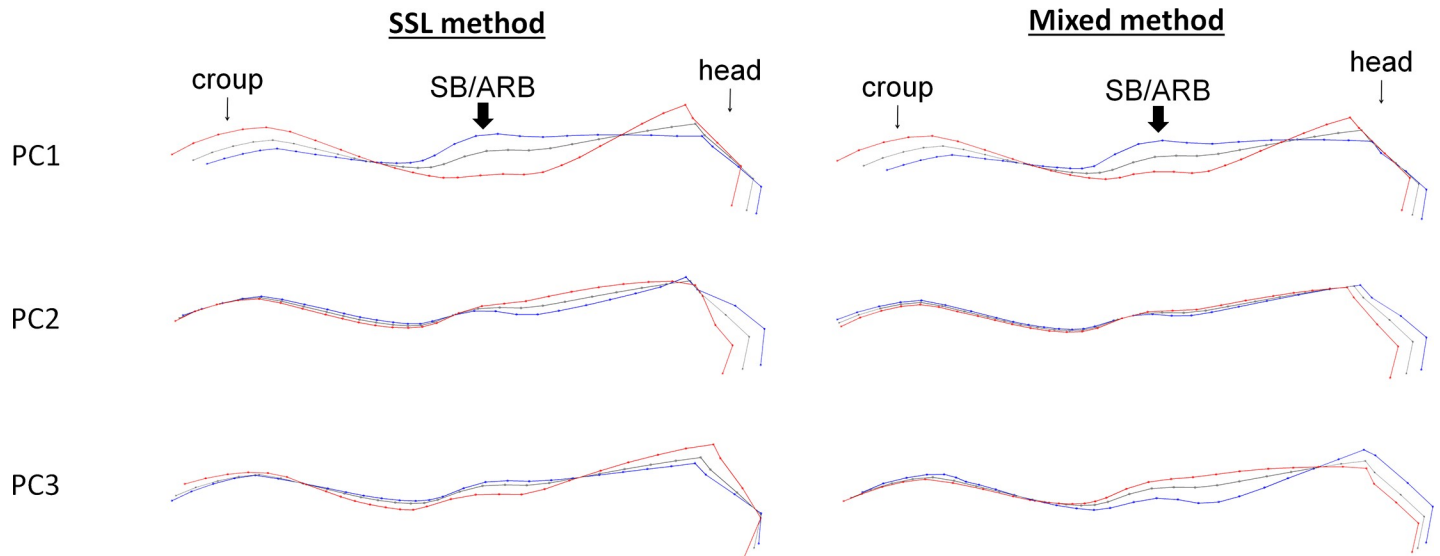 SSL method
Mixed method
croup
SB/ARB
head
croup
SB/ARB
head
PC1
PC2
PC3